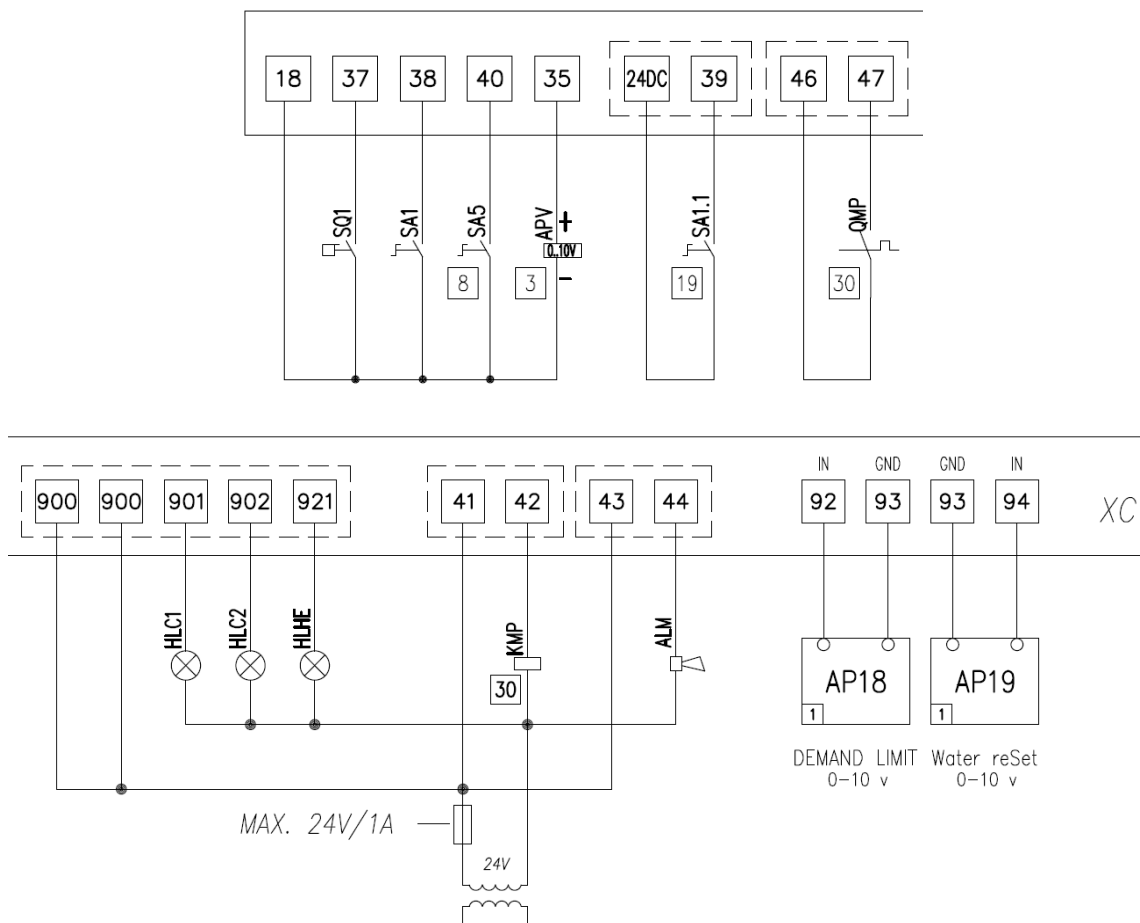 18 37 38 40 35 24DC 39 46 47
SQ1 SA1 SA5 APV + SA1.1 QMP
0..10V
8 3 - 19 30
IN GND GND IN
900 900 901 902 921 41 42 43 44 92 93 93 94 XC
HLC1 HLC2 HLHE KMP ALM
30 AP18 AP19
1 1
DEMAND LIMIT Water reSet
0-10 v 0-10 v
MAX. 24V/1A
24V